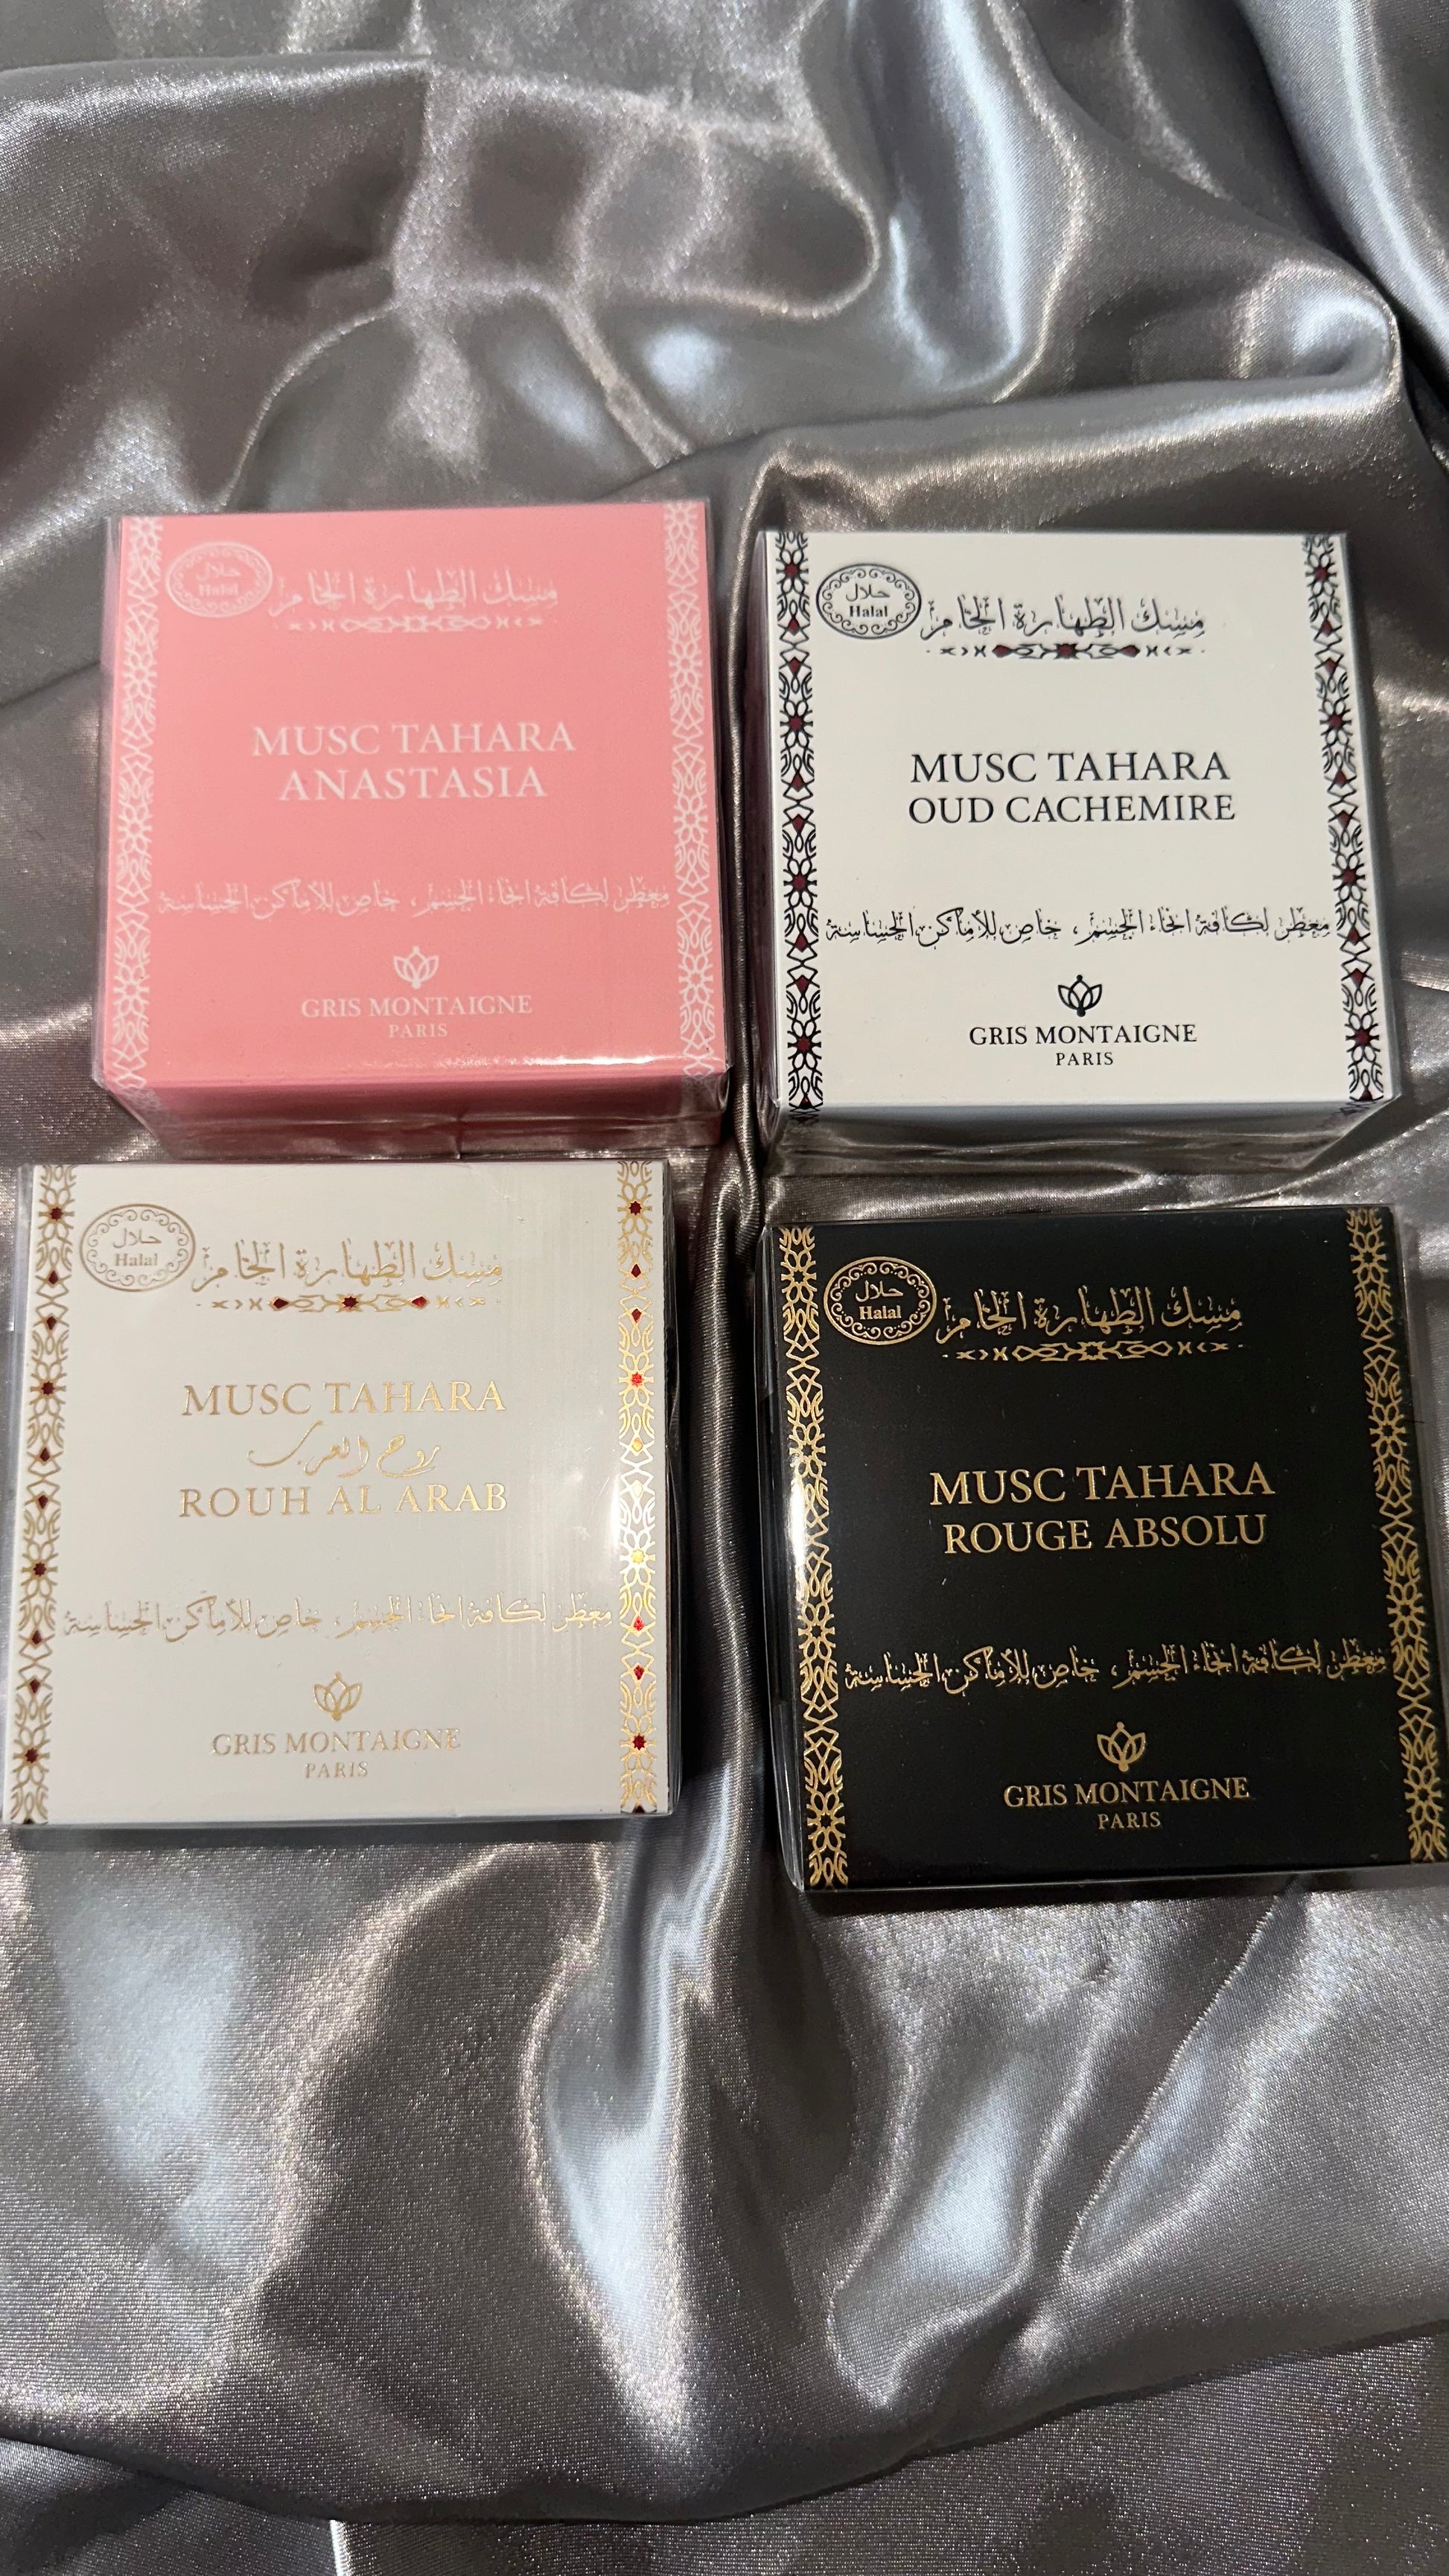 حلال
Halal
مسك الطهارة الخام
MUSC TAHARA
ANASTASIA
معطر لكافة انحاء الجسم، خاص للأماكن الحساسة
GRIS MONTAIGNE
PARIS
حلال
Halal
مسك الطهارة الخام
MUSC TAHARA
OUD CACHEMIRE
معطر لكافة انحاء الجسم، خاص للأماكن الحساسة
GRIS MONTAIGNE
PARIS
حلال
Halal
مسك الطهارة الخام
MUSC TAHARA
روح العرب
ROUH AL ARAB
معطر لكافة انحاء الجسم، خاص للأماكن الحساسة
GRIS MONTAIGNE
PARIS
حلال
Halal
مسك الطهارة الخام
MUSC TAHARA
ROUGE ABSOLU
معطر لكافة انحاء الجسم، خاص للأماكن الحساسة
GRIS MONTAIGNE
PARIS